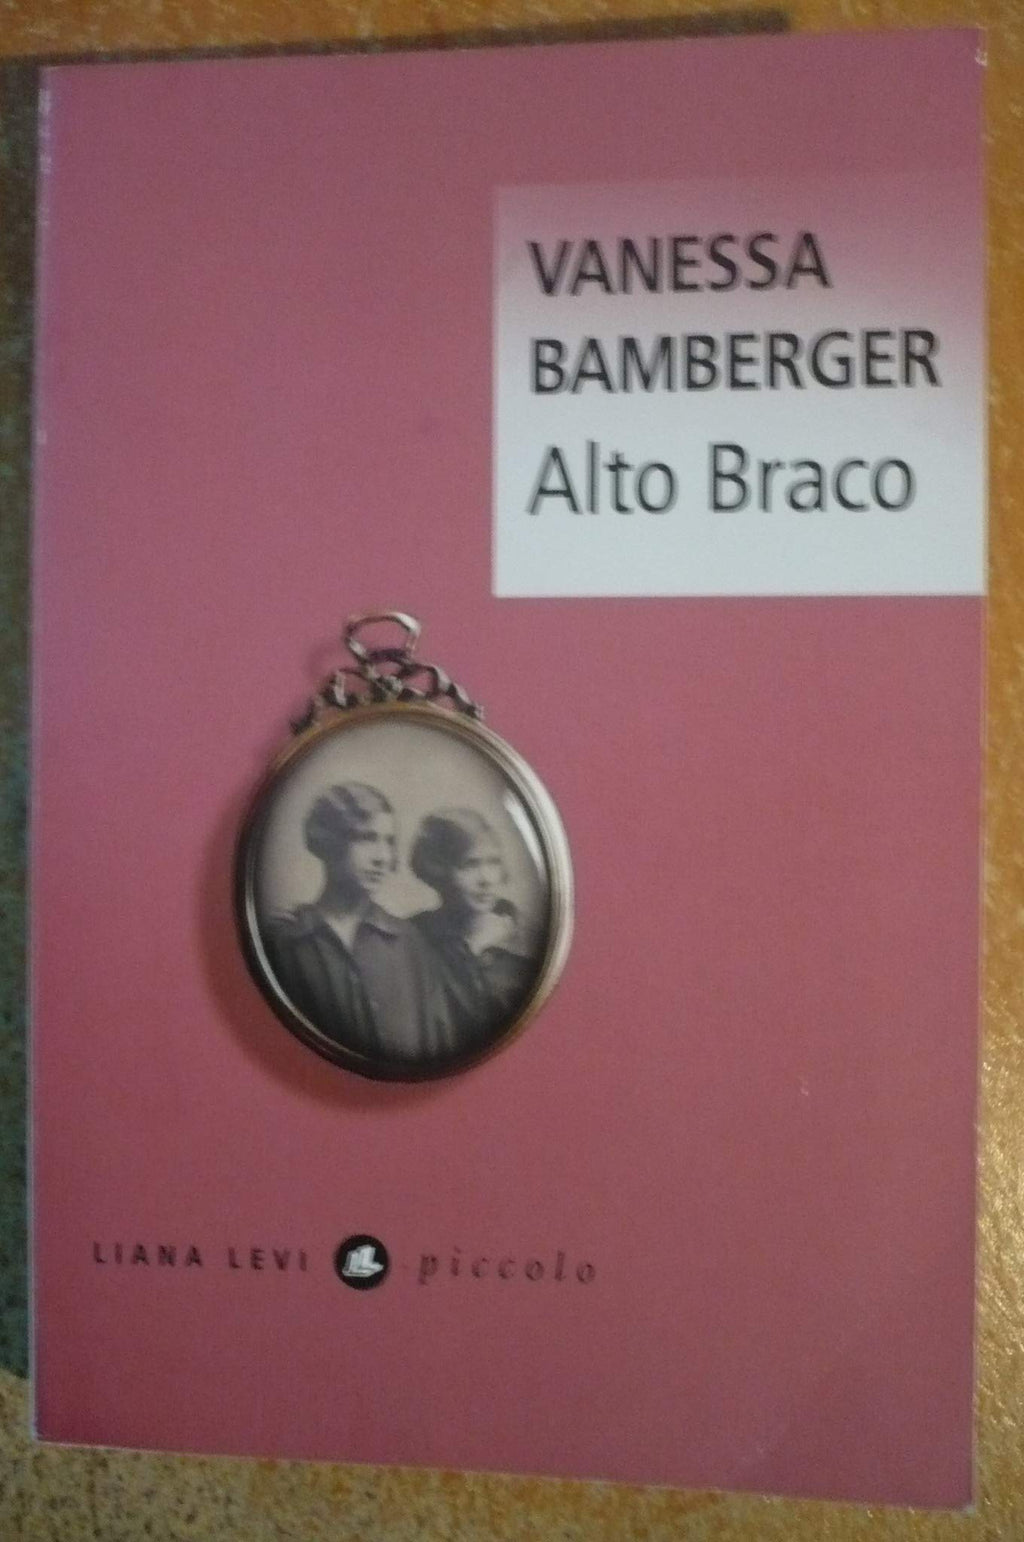 VANESSA
BAMBERGER
Alto Braco
LIANA LEVI piccolo